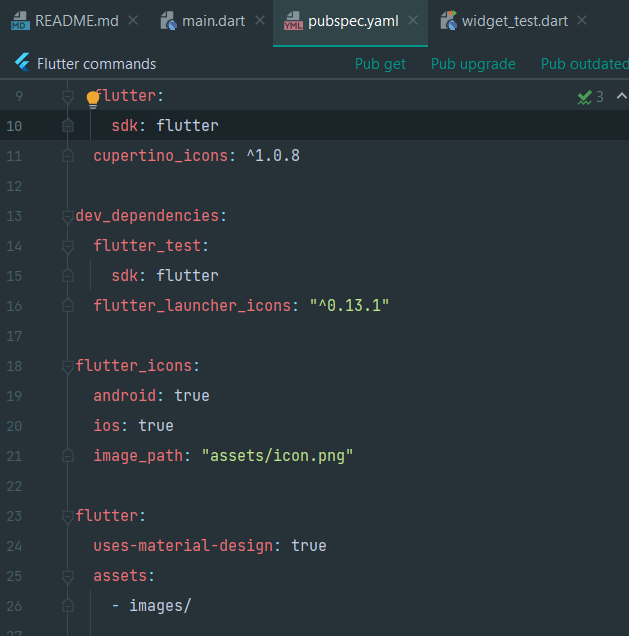 README.md main.dart pubspec.yaml widget_test.dart
Flutter commands Pub get Pub upgrade Pub outdated
9 flutter: 3
10 sdk: flutter
11 cupertino_icons: ^1.0.8
12
13 dev_dependencies:
14 flutter_test:
15 sdk: flutter
16 flutter_launcher_icons: "^0.13.1"
17
18 flutter_icons:
19 android: true
20 ios: true
21 image_path: "assets/icon.png"
22
23 flutter:
24 uses-material-design: true
25 assets:
26 - images/